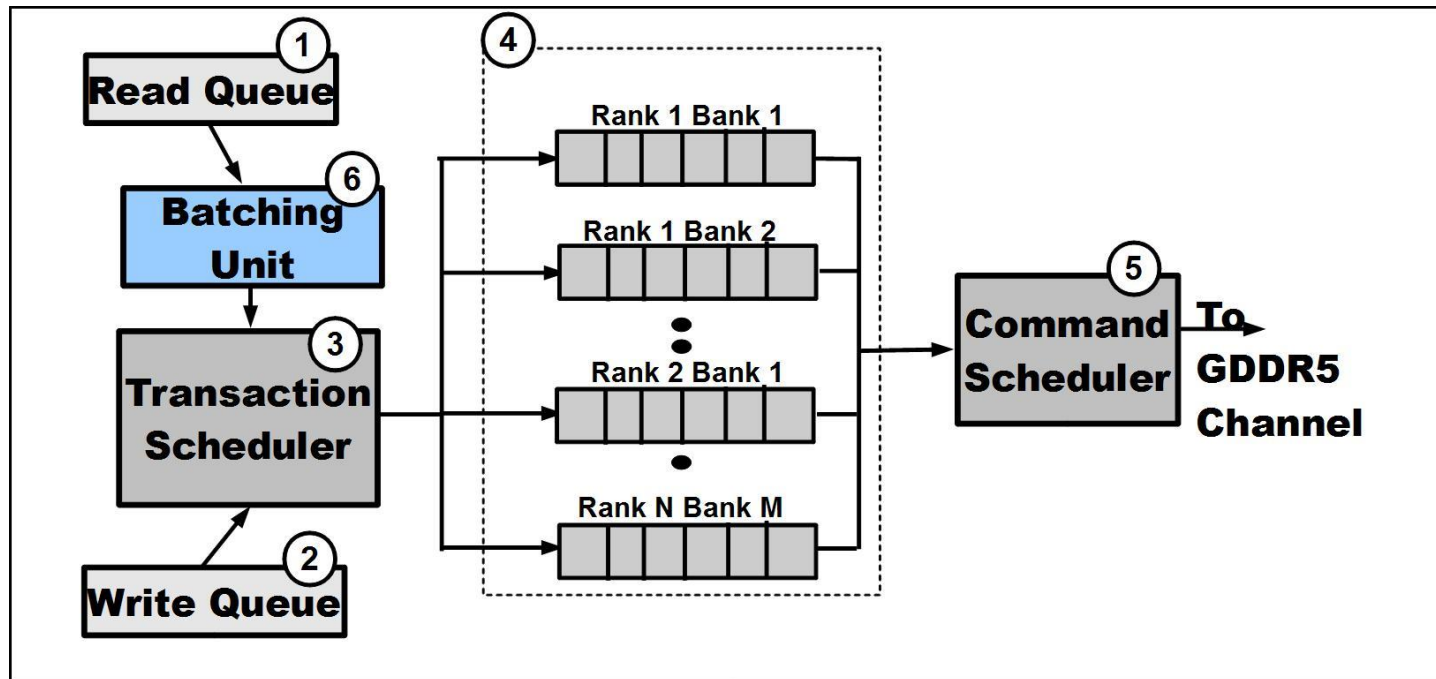 1
Read Queue
6
Batching
Unit
3
Transaction
Scheduler
2
Write Queue
4
Rank 1 Bank 1
Rank 1 Bank 2
Rank 2 Bank 1
Rank N Bank M
5
Command
Scheduler
To
GDDR5
Channel